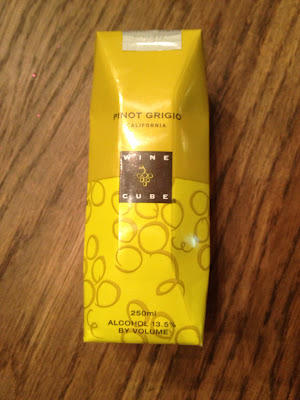 PINOT GRIGIO
CALIFORNIA
WINE
CUBE
250ml
ALCOHOL 13.5%
BY VOLUME